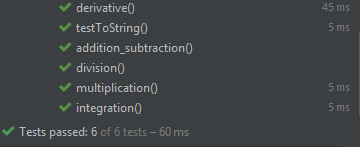 derivative() 45 ms
testToString() 5 ms
addition_subtraction()
division()
multiplication() 5 ms
integration() 5 ms
Tests passed: 6 of 6 tests – 60 ms